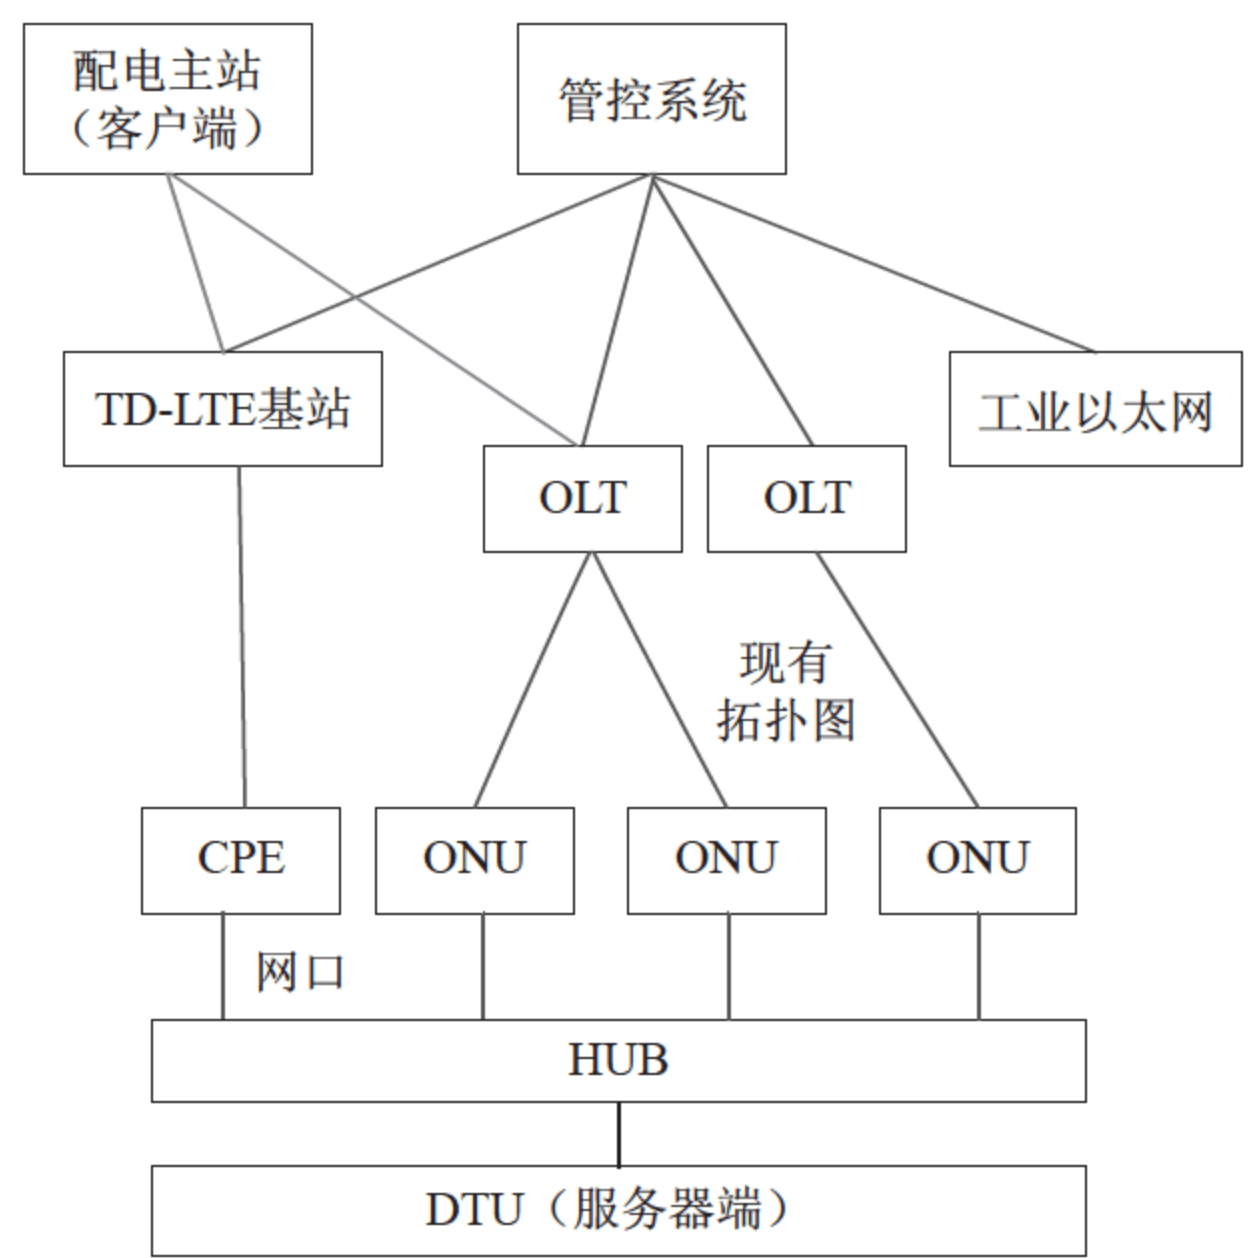 配电主站
（客户端）
管控系统
TD-LTE基站
工业以太网
OLT
OLT
现有
拓扑图
CPE
ONU
ONU
ONU
网口
HUB
DTU（服务器端）